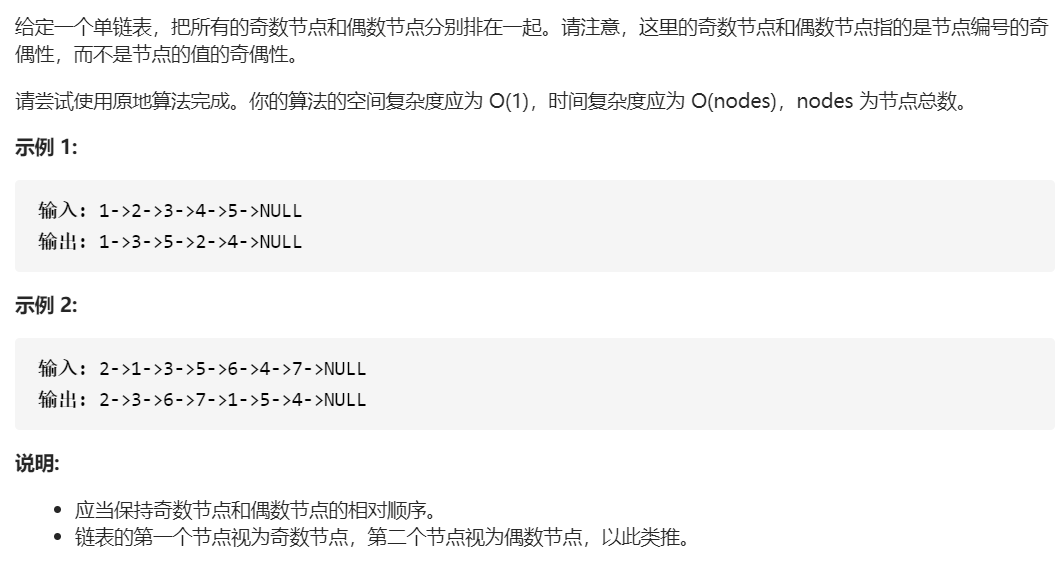 给定一个单链表，把所有的奇数节点和偶数节点分别排在一起。请注意，这里的奇数节点和偶数节点指的是节点编号的奇
偶性，而不是节点的值的奇偶性。
请尝试使用原地算法完成。你的算法的空间复杂度应为 O(1)，时间复杂度应为 O(nodes)，nodes 为节点总数。
示例 1:
输入: 1->2->3->4->5->NULL
输出: 1->3->5->2->4->NULL
示例 2:
输入: 2->1->3->5->6->4->7->NULL
输出: 2->3->6->7->1->5->4->NULL
说明:
• 应当保持奇数节点和偶数节点的相对顺序。
• 链表的第一个节点视为奇数节点，第二个节点视为偶数节点，以此类推。